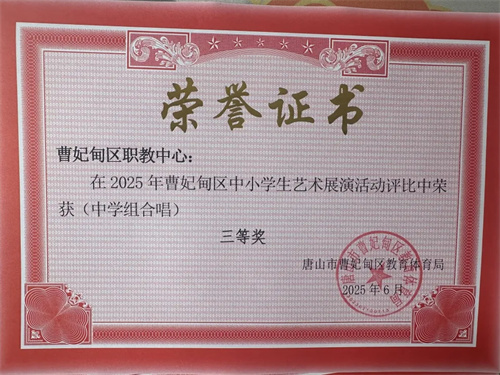 荣誉证书
曹妃甸区职教中心：
在2025年曹妃甸区中小学生艺术展演活动评比中荣
获（中学组合唱）
三等奖
唐山市曹妃甸区教育体育局
2025年6月